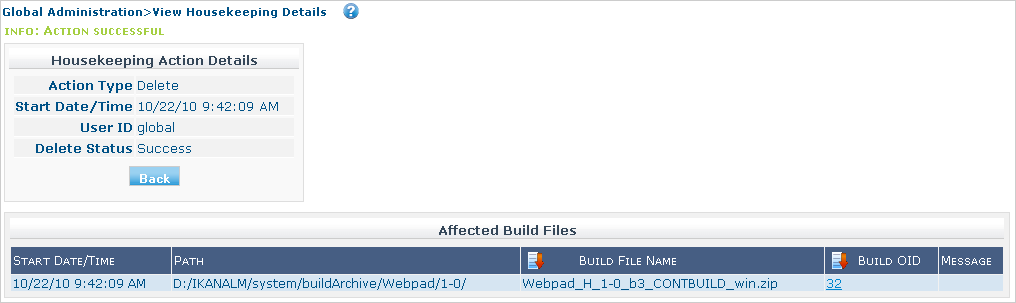 Global Administration>View Housekeeping Details ?
INFO: ACTION SUCCESSFUL
Housekeeping Action Details
Action Type Delete
Start Date/Time 10/22/10 9:42:09 AM
User ID global
Delete Status Success
Back
Affected Build Files
START DATE/TIME PATH BUILD FILE NAME BUILD OID MESSAGE
10/22/10 9:42:09 AM D:/IKANALM/system/buildArchive/Webpad/1-0/ Webpad_H_1-0_b3_CONTBUILD_win.zip 32